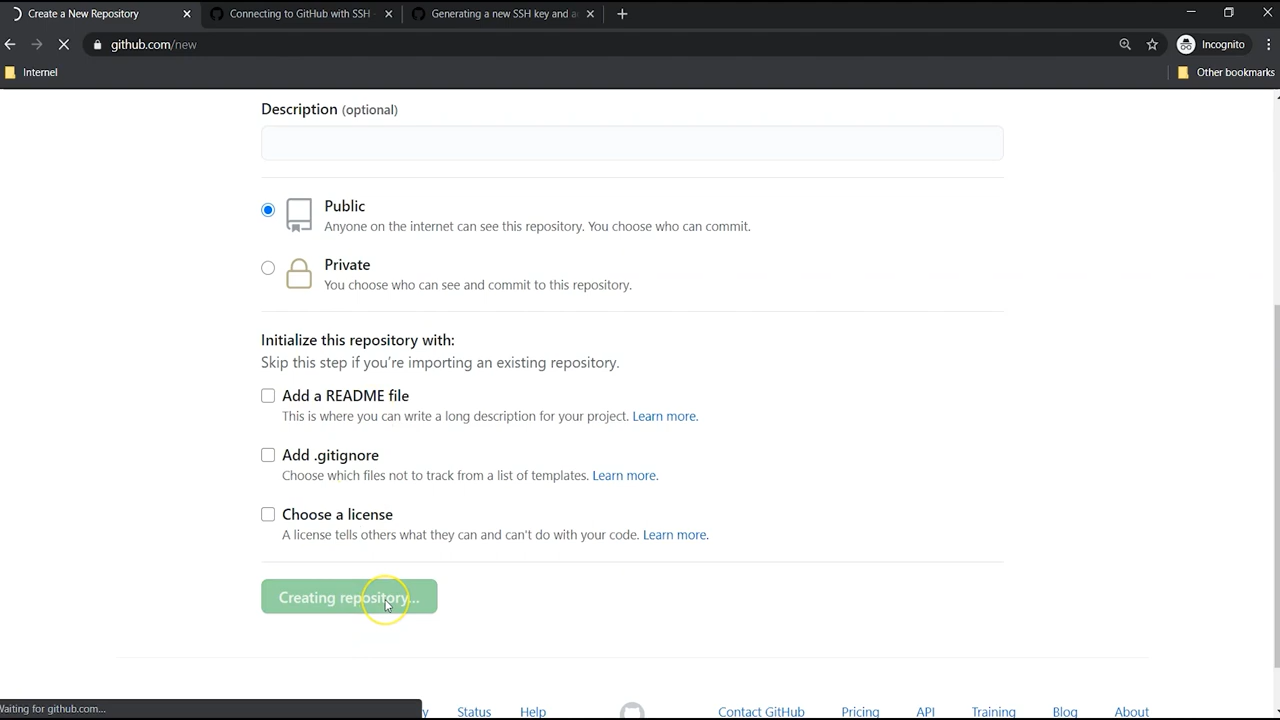 Create a New Repository
Connecting to GitHub with SSH -
Generating a new SSH key and a
github.com/new
Incognito
Internet
Other bookmarks
Description (optional)
Public
Anyone on the internet can see this repository. You choose who can commit.
Private
You choose who can see and commit to this repository.
Initialize this repository with:
Skip this step if you're importing an existing repository.
Add a README file
This is where you can write a long description for your project. Learn more.
Add .gitignore
Choose which files not to track from a list of templates. Learn more.
Choose a license
A license tells others what they can and can't do with your code. Learn more.
Creating repository...
Waiting for github.com...
y Status Help Contact GitHub Pricing API Training Blog About